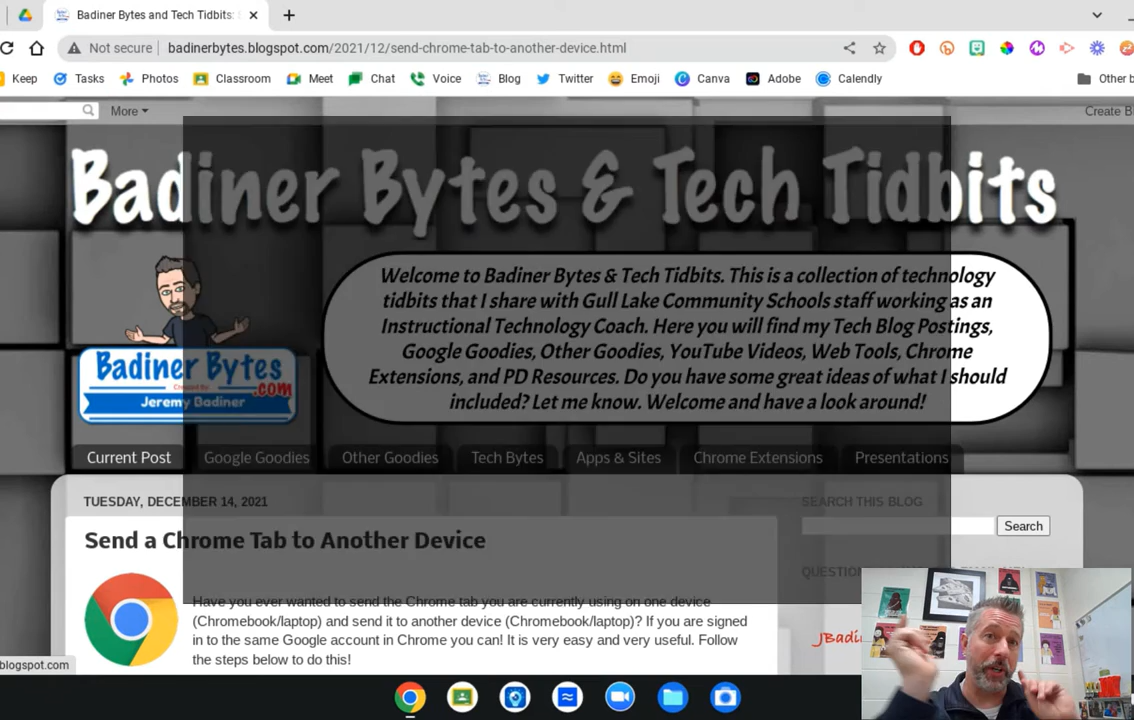 Badiner Bytes and Tech Tidbits:
Not secure badinerbytes.blogspot.com/2021/12/send-chrome-tab-to-another-device.html
Keep Tasks Photos Classroom Meet Chat Voice Blog Twitter Emoji Canva Adobe Calendly Other b
More Create B
Badiner Bytes & Tech Tidbits
Welcome to Badiner Bytes & Tech Tidbits. This is a collection of technology
tidbits that I share with Gull Lake Community Schools staff working as an
Instructional Technology Coach. Here you will find my Tech Blog Postings,
Google Goodies, Other Goodies, YouTube Videos, Web Tools, Chrome
Extensions, and PD Resources. Do you have some great ideas of what I should
included? Let me know. Welcome and have a look around!
Badiner Bytes
Created By
.com
Jeremy Badiner
Current Post Google Goodies Other Goodies Tech Bytes Apps & Sites Chrome Extensions Presentations
TUESDAY, DECEMBER 14, 2021
Send a Chrome Tab to Another Device
Have you ever wanted to send the Chrome tab you are currently using on one device
(Chromebook/laptop) and send it to another device (Chromebook/laptop)? If you are signed
in to the same Google account in Chrome you can! It is very easy and very useful. Follow
the steps below to do this!
SEARCH THIS BLOG
Search
JBadi
blogspot.com